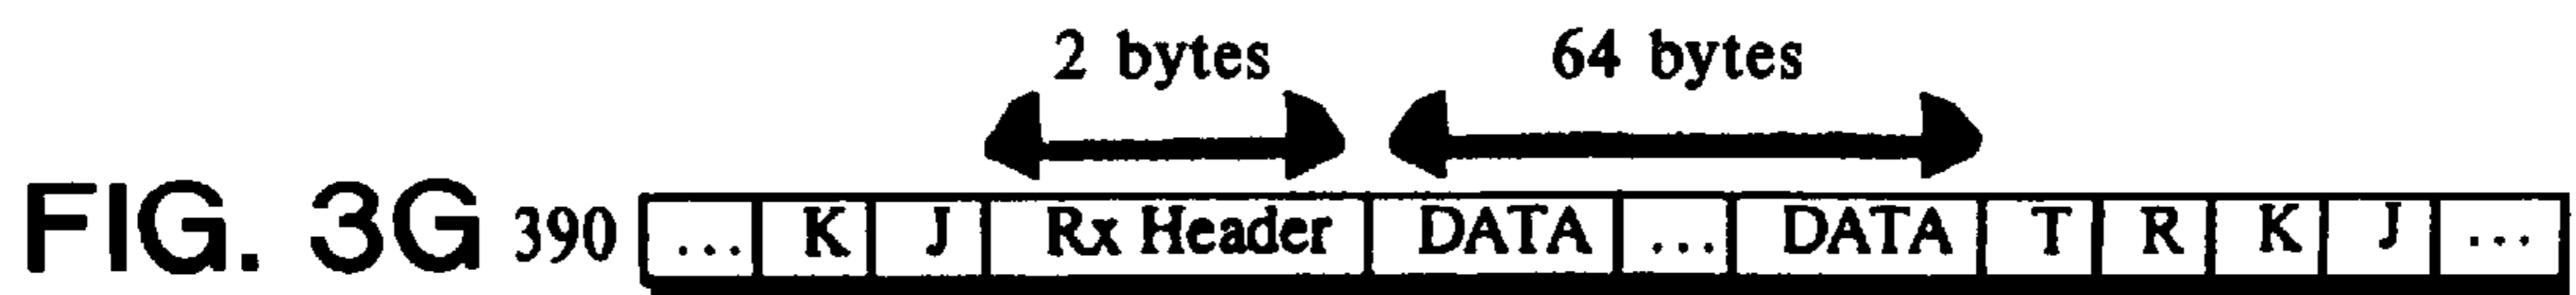 2 bytes 64 bytes
FIG. 3G 390 ... K J Rx Header DATA ... DATA T R K J ...